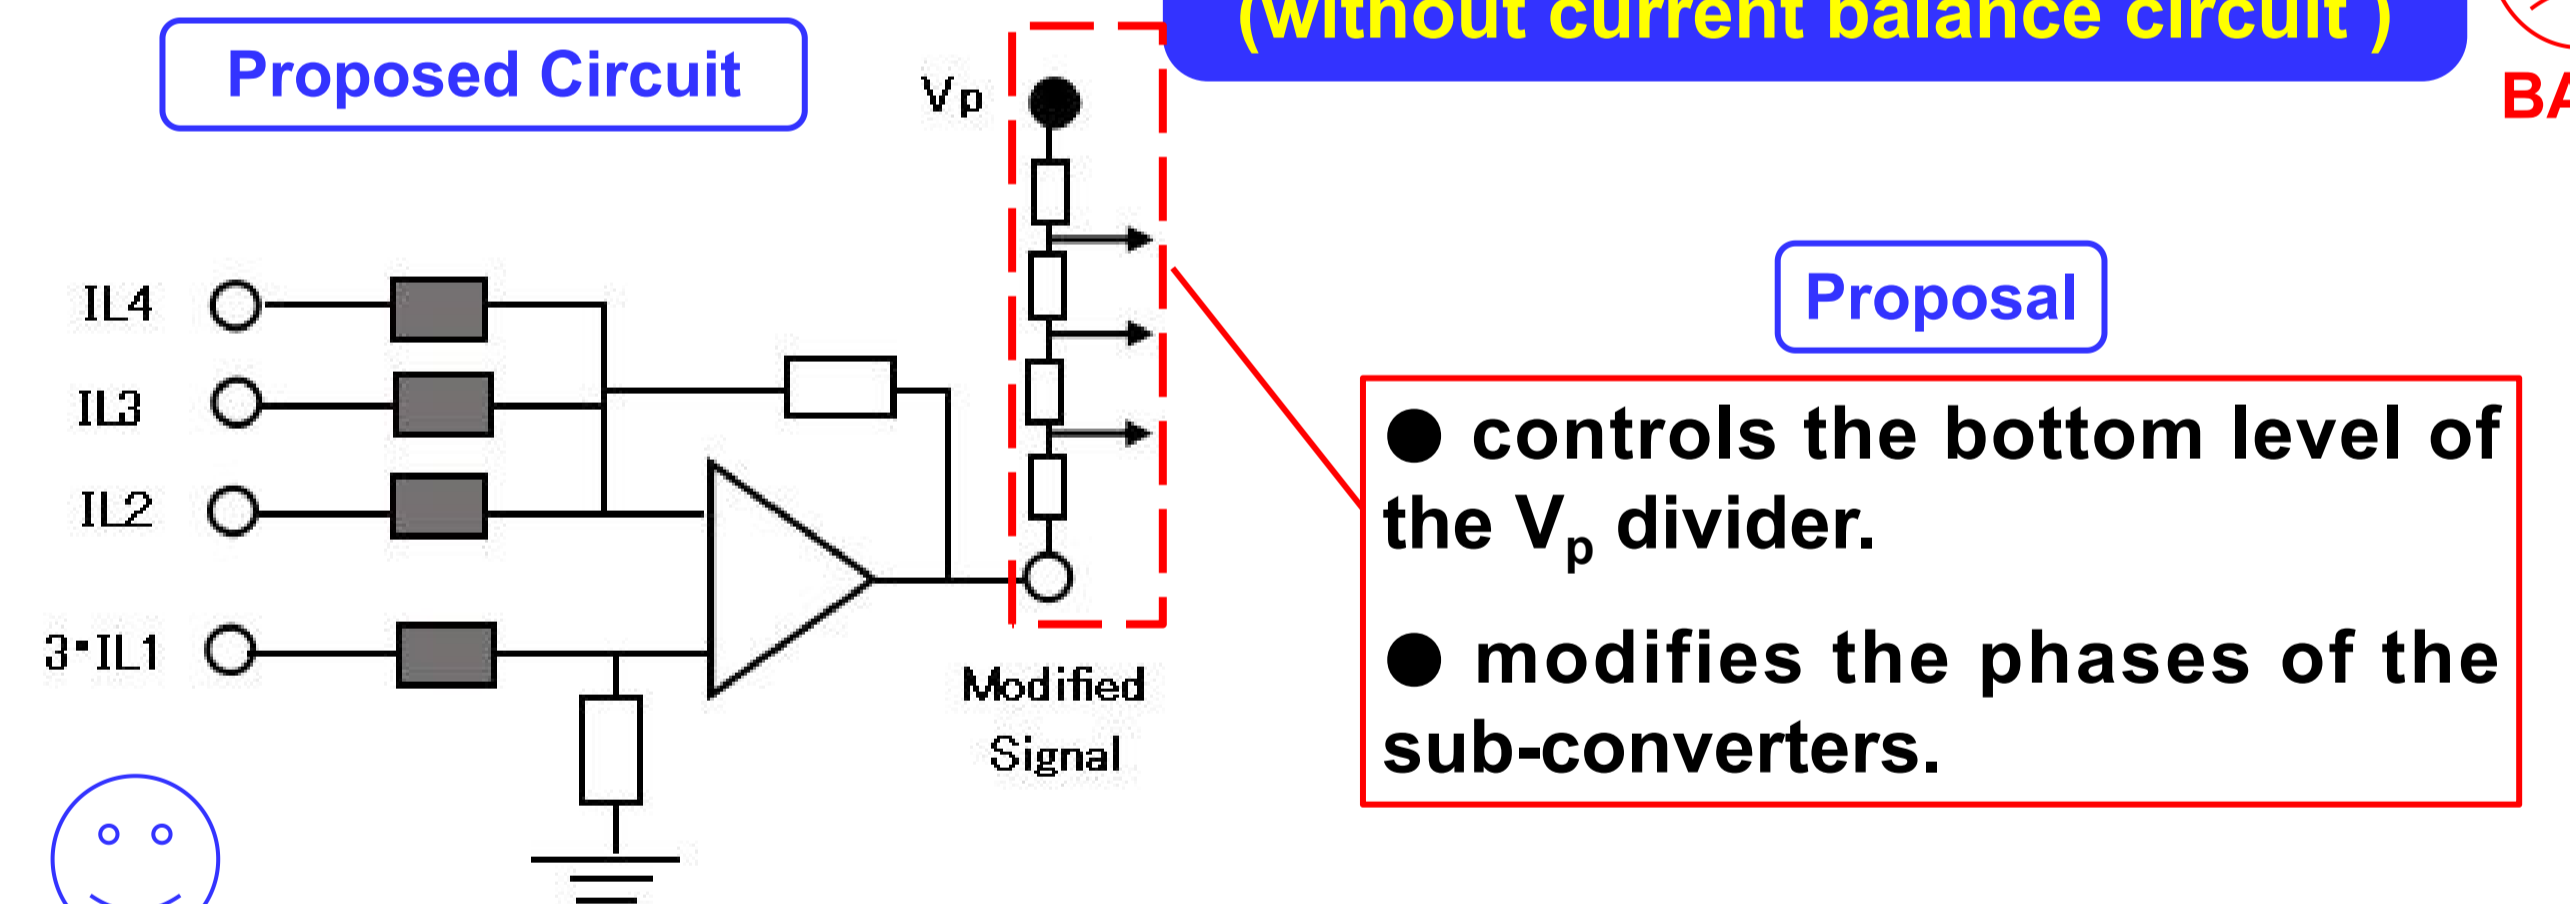 (without current balance circuit )
Proposed Circuit
Vp
IL4
IL3
IL2
3・IL1
Modified
Signal
Proposal
● controls the bottom level of
the Vp divider.
● modifies the phases of the
sub-converters.